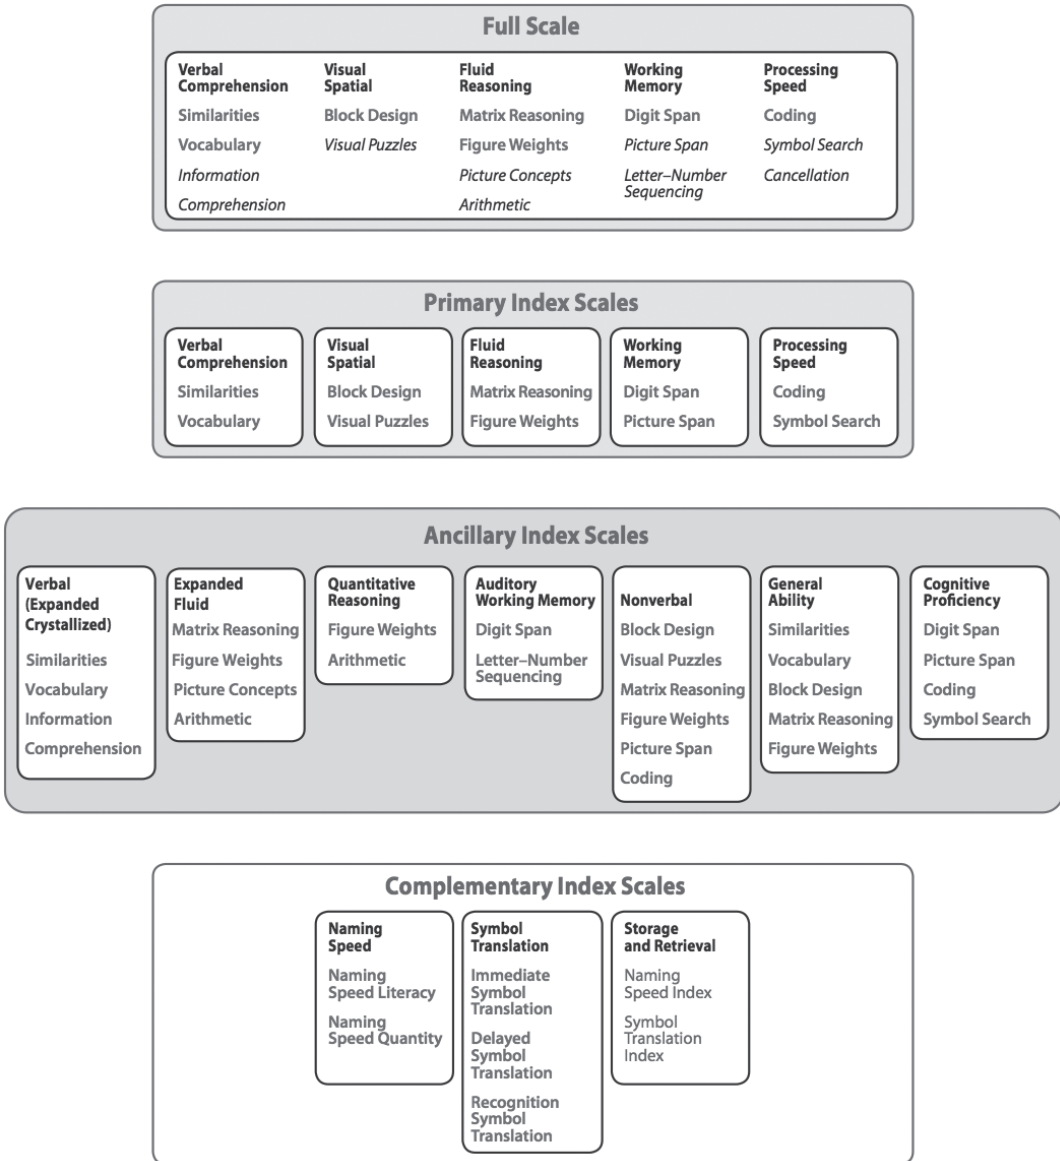 Full Scale
Verbal
Comprehension
Similarities
Vocabulary
Information
Comprehension
Visual
Spatial
Block Design
Visual Puzzles
Fluid
Reasoning
Matrix Reasoning
Figure Weights
Picture Concepts
Arithmetic
Working
Memory
Digit Span
Picture Span
Letter–Number
Sequencing
Processing
Speed
Coding
Symbol Search
Cancellation
Primary Index Scales
Verbal
Comprehension
Similarities
Vocabulary
Visual
Spatial
Block Design
Visual Puzzles
Fluid
Reasoning
Matrix Reasoning
Figure Weights
Working
Memory
Digit Span
Picture Span
Processing
Speed
Coding
Symbol Search
Ancillary Index Scales
Verbal
(Expanded
Crystallized)
Similarities
Vocabulary
Information
Comprehension
Expanded
Fluid
Matrix Reasoning
Figure Weights
Picture Concepts
Arithmetic
Quantitative
Reasoning
Figure Weights
Arithmetic
Auditory
Working Memory
Digit Span
Letter–Number
Sequencing
Nonverbal
Block Design
Visual Puzzles
Matrix Reasoning
Figure Weights
Picture Span
Coding
General
Ability
Similarities
Vocabulary
Block Design
Matrix Reasoning
Figure Weights
Cognitive
Proficiency
Digit Span
Picture Span
Coding
Symbol Search
Complementary Index Scales
Naming
Speed
Naming
Speed Literacy
Naming
Speed Quantity
Symbol
Translation
Immediate
Symbol
Translation
Delayed
Symbol
Translation
Recognition
Symbol
Translation
Storage
and Retrieval
Naming
Speed Index
Symbol
Translation
Index